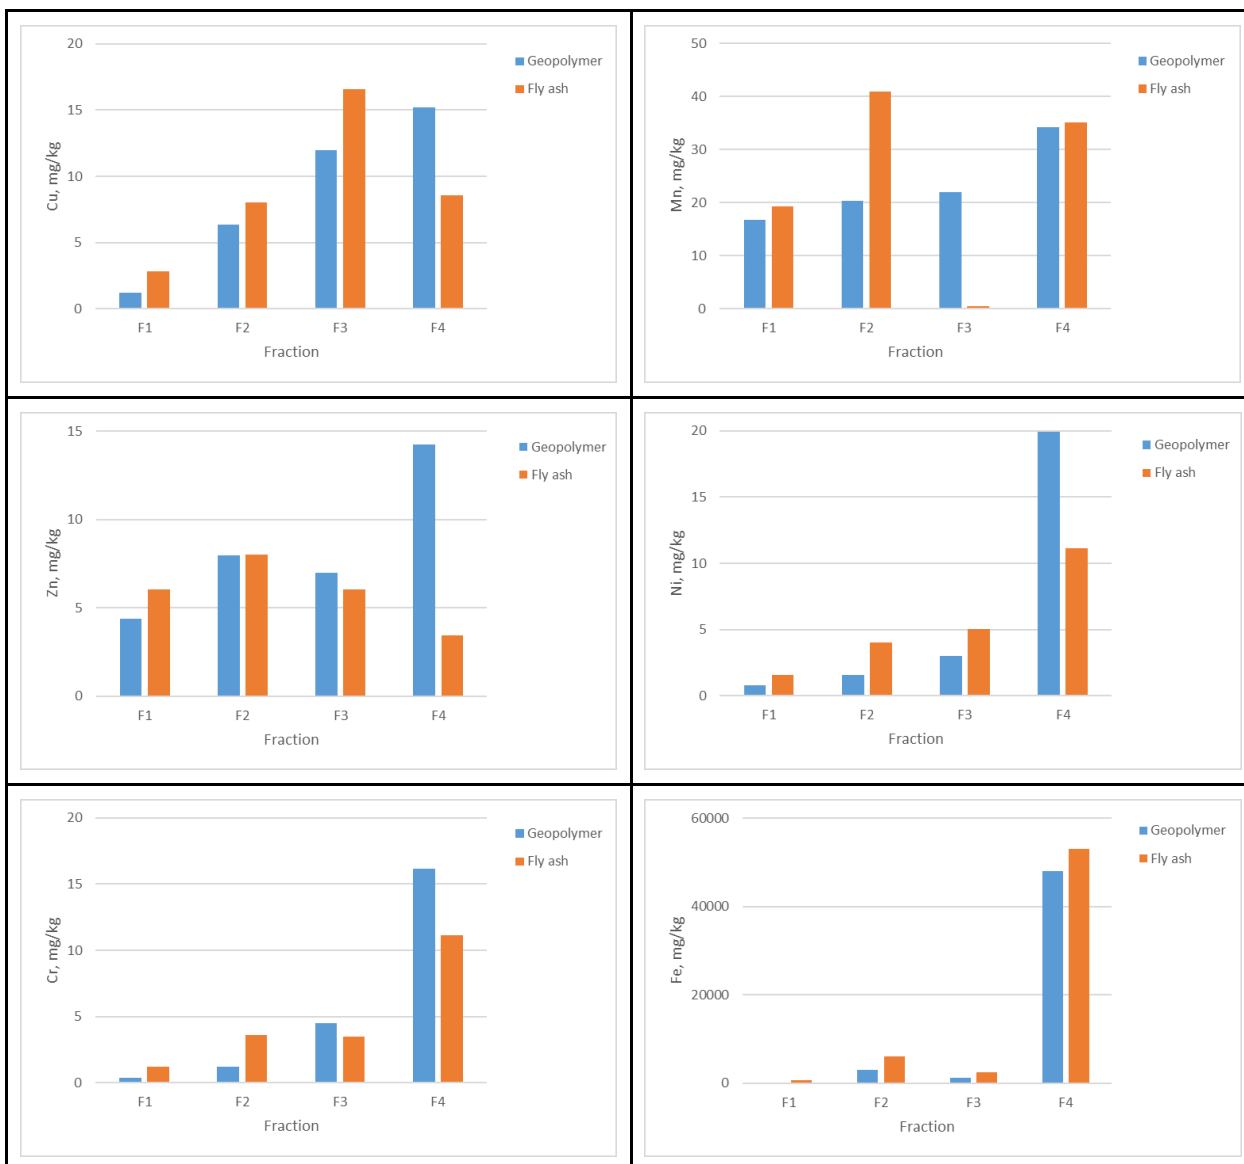 20
15
10
5
0
Cu, mg/kg
F1 F2 F3 F4
Fraction
Geopolymer
Fly ash
50
40
30
20
10
0
Mn, mg/kg
F1 F2 F3 F4
Fraction
Geopolymer
Fly ash
15
10
5
0
Zn, mg/kg
F1 F2 F3 F4
Fraction
Geopolymer
Fly ash
20
15
10
5
0
Ni, mg/kg
F1 F2 F3 F4
Fraction
Geopolymer
Fly ash
20
15
10
5
0
Cr, mg/kg
F1 F2 F3 F4
Fraction
Geopolymer
Fly ash
60000
40000
20000
0
Fe, mg/kg
F1 F2 F3 F4
Fraction
Geopolymer
Fly ash